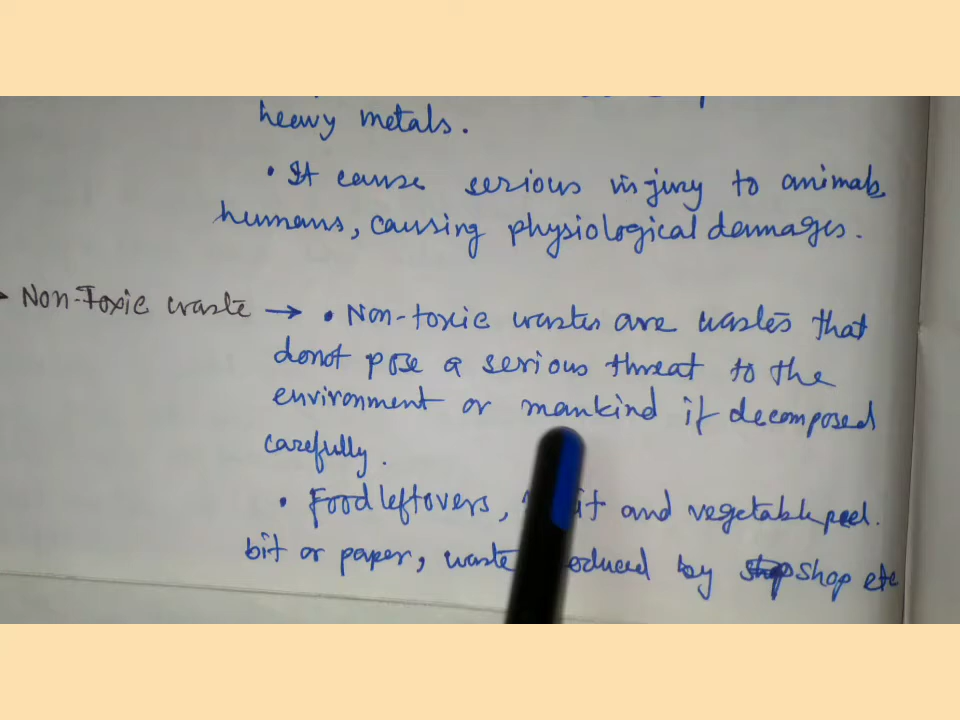 heavy metals.
• It cause serious injury to animals
humans, causing physiological damages.
Non-Toxic waste → • Non-toxic wastes are wastes that
donot pose a serious threat to the
environment or mankind if decomposed
carefully.
• Food leftovers, and vegetable peel.
bit or paper, waste by shop etc